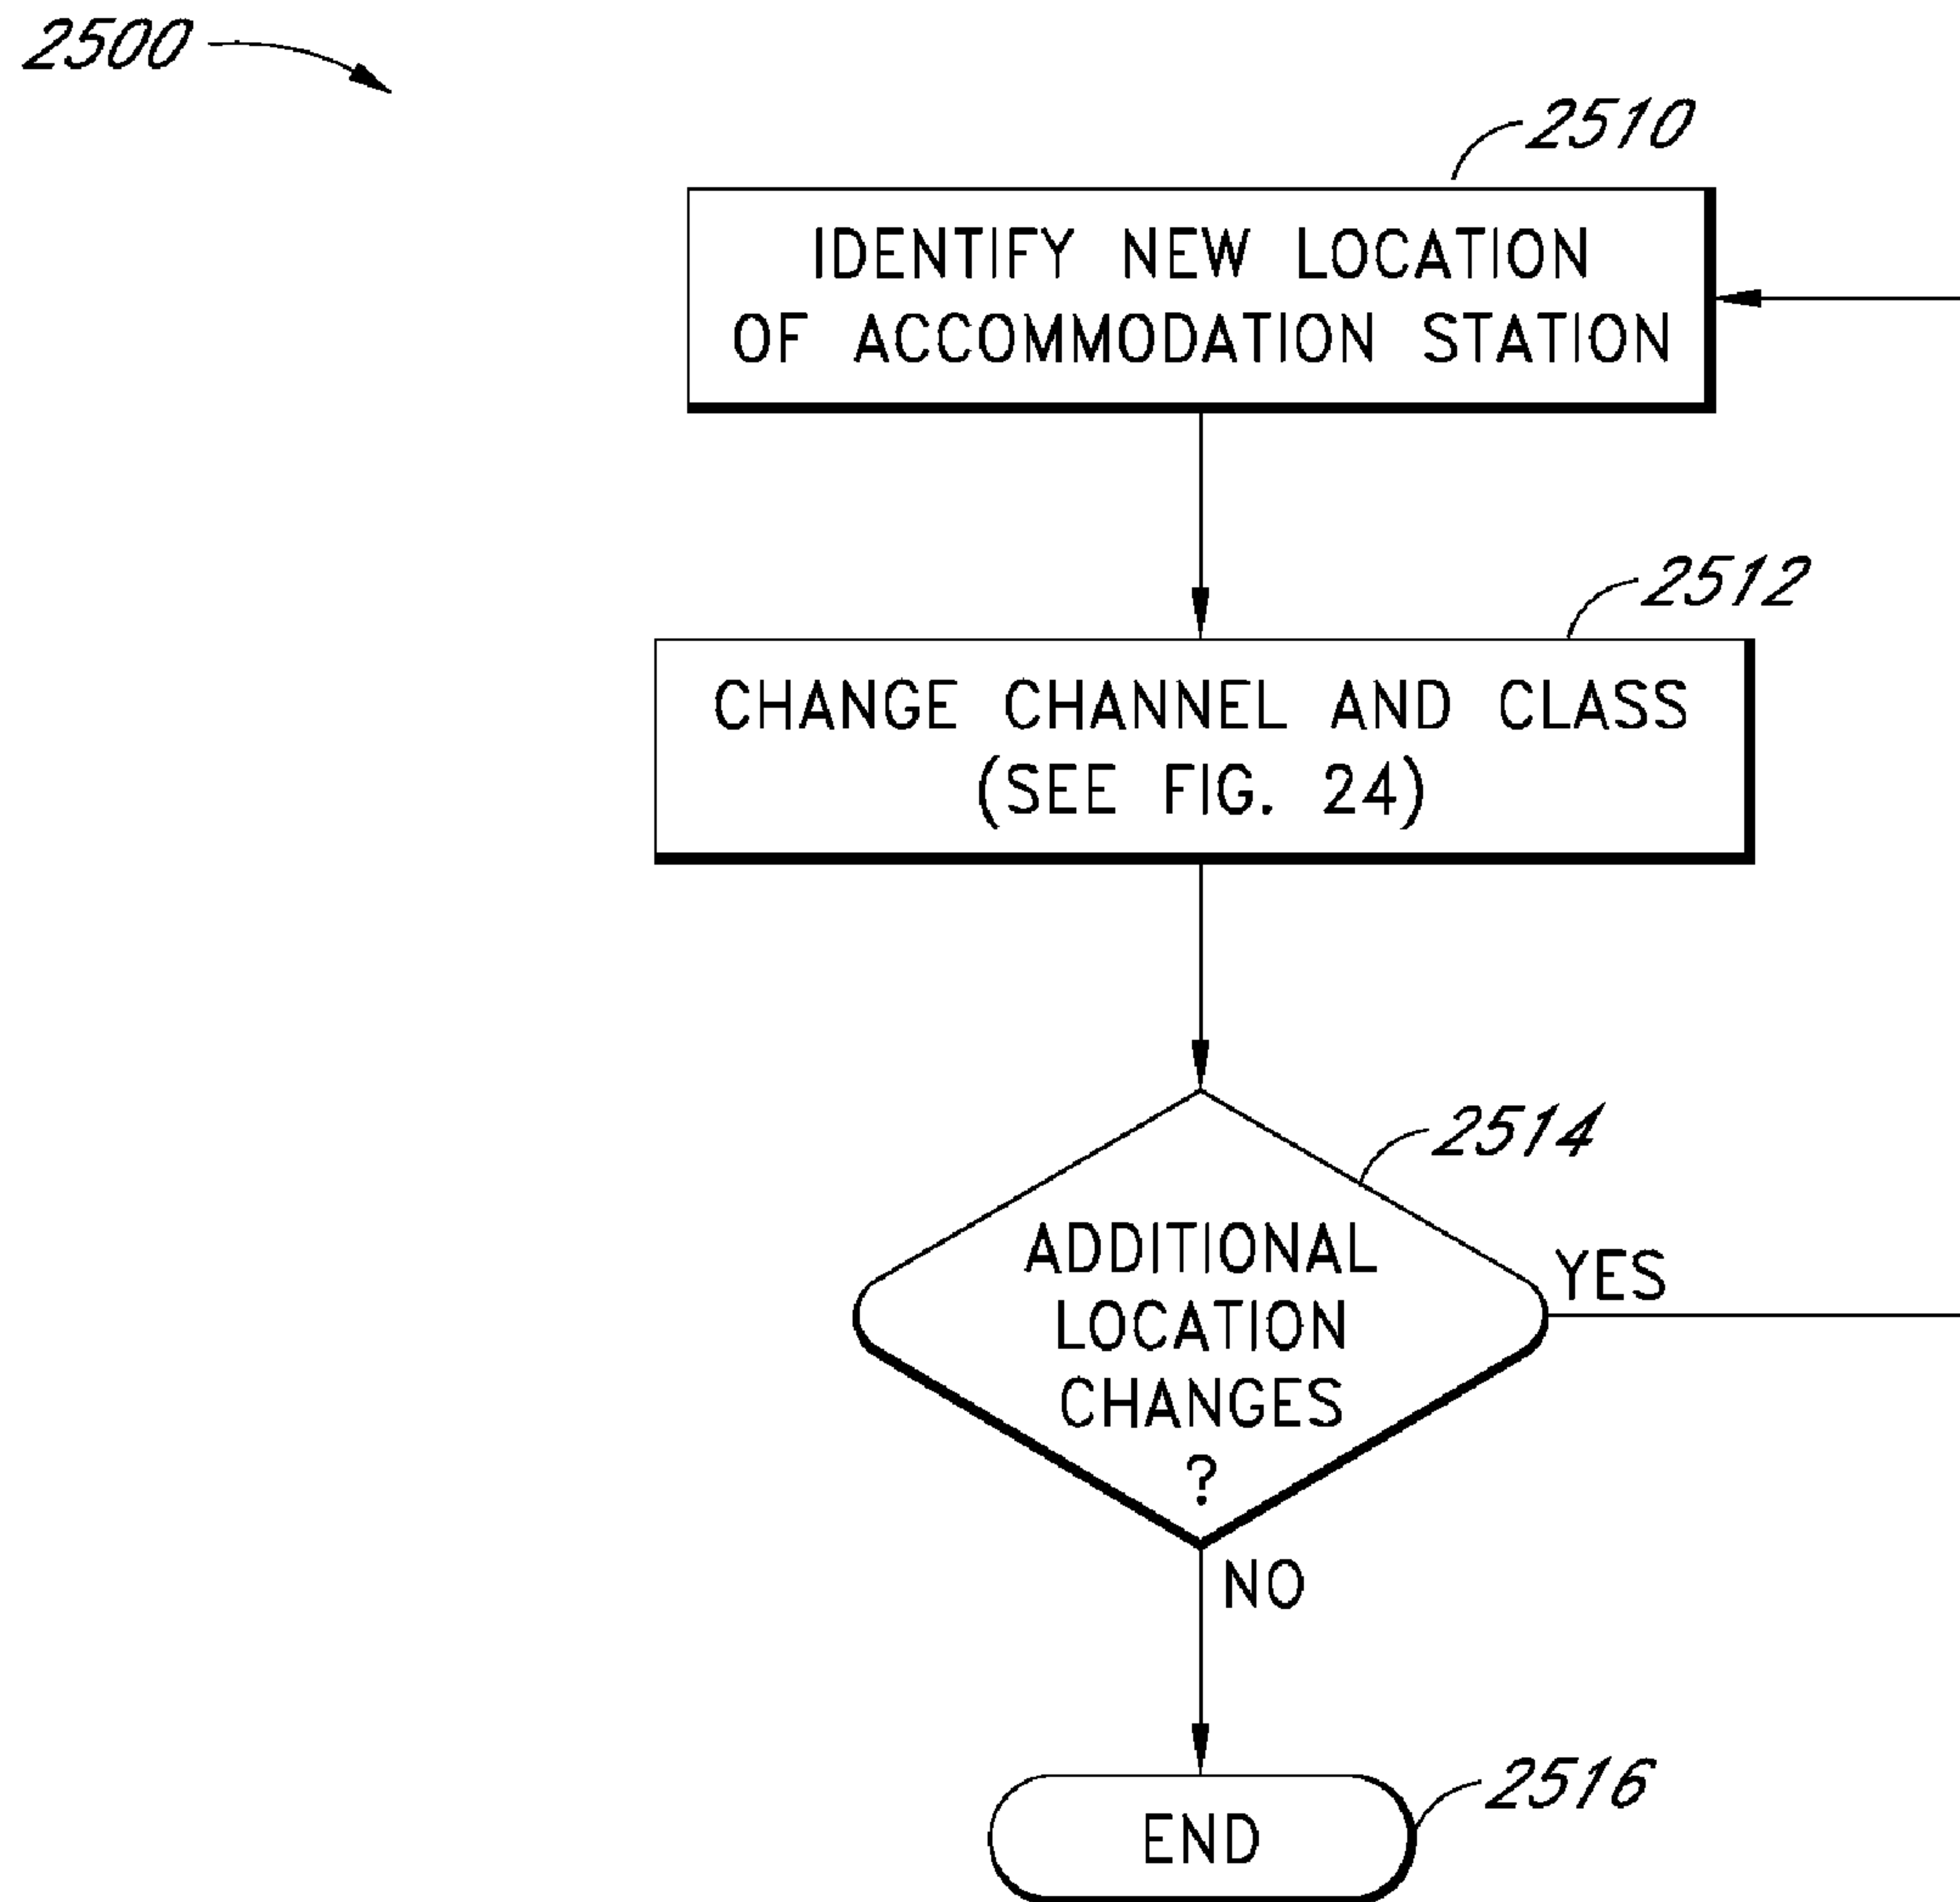 2500
2510
IDENTIFY NEW LOCATION
OF ACCOMMODATION STATION
2512
CHANGE CHANNEL AND CLASS
(SEE FIG. 24)
2514
ADDITIONAL
LOCATION
CHANGES
?
YES
NO
2516
END